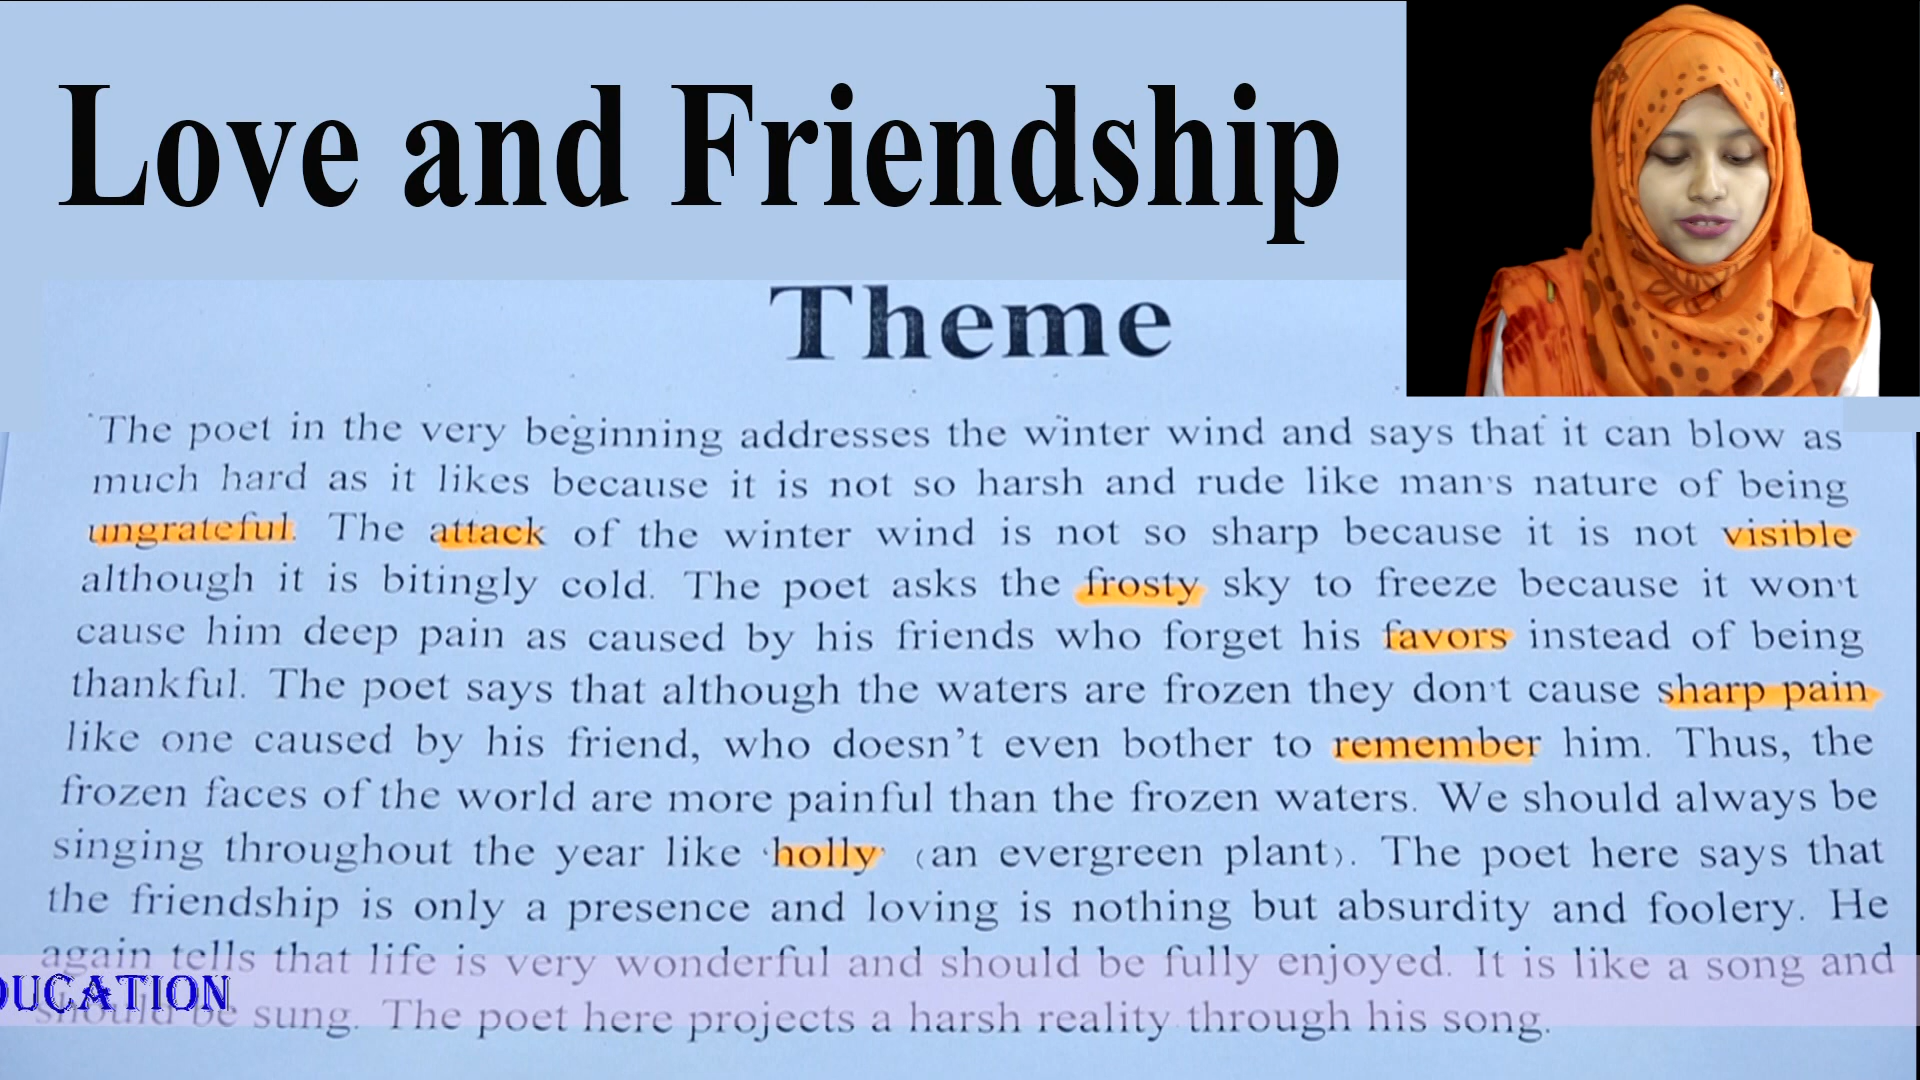 Love and Friendship
Theme
The poet in the very beginning addresses the winter wind and says that it can blow as
much hard as it likes because it is not so harsh and rude like man's nature of being
ungrateful. The attack of the winter wind is not so sharp because it is not visible
although it is bitingly cold. The poet asks the frosty sky to freeze because it won't
cause him deep pain as caused by his friends who forget his favors instead of being
thankful. The poet says that although the waters are frozen they don't cause sharp pain
like one caused by his friend, who doesn't even bother to remember him. Thus, the
frozen faces of the world are more painful than the frozen waters. We should always be
singing throughout the year like 'holly' (an evergreen plant). The poet here says that
the friendship is only a presence and loving is nothing but absurdity and foolery. He
again tells that life is very wonderful and should be fully enjoyed. It is like a song and
should be sung. The poet here projects a harsh reality through his song.
DUCATION